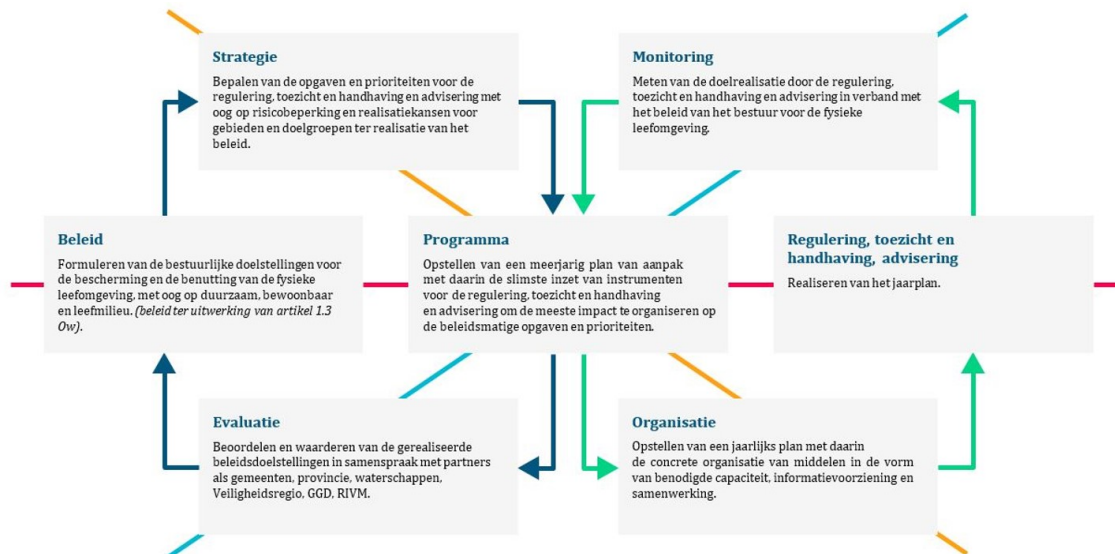 Strategie
Bepalen van de opgaven en prioriteiten voor de
regulering, toezicht en handhaving en advisering met
oog op risicobeperking en realisatiekansen voor
gebieden en doelgroepen ter realisatie van het
beleid.
Monitoring
Meten van de doelrealisatie door de regulering,
toezicht en handhaving en advisering in verband met
het beleid van het bestuur voor de fysieke
leefomgeving.
Beleid
Formuleren van de bestuurlijke doelstellingen voor
de bescherming en de benutting van de fysieke
leefomgeving, met oog op duurzaam, bewoonbaar
en leefmilieu. (beleid ter uitwerking van artikel 1.3
Ow).
Programma
Opstellen van een meerjarig plan van aanpak
met daarin de slimste inzet van instrumenten
voor de regulering, toezicht en handhaving
en advisering om de meeste impact te organiseren op
de beleidsmatige opgaven en prioriteiten.
Regulering, toezicht en
handhaving, advisering
Realiseren van het jaarplan.
Evaluatie
Beoordelen en waarderen van de gerealiseerde
beleidsdoelstellingen in samenspraak met partners
als gemeenten, provincie, waterschappen,
Veiligheidsregio, GGD, RIVM.
Organisatie
Opstellen van een jaarlijks plan met daarin
de concrete organisatie van middelen in de vorm
van benodigde capaciteit, informatievoorziening en
samenwerking.